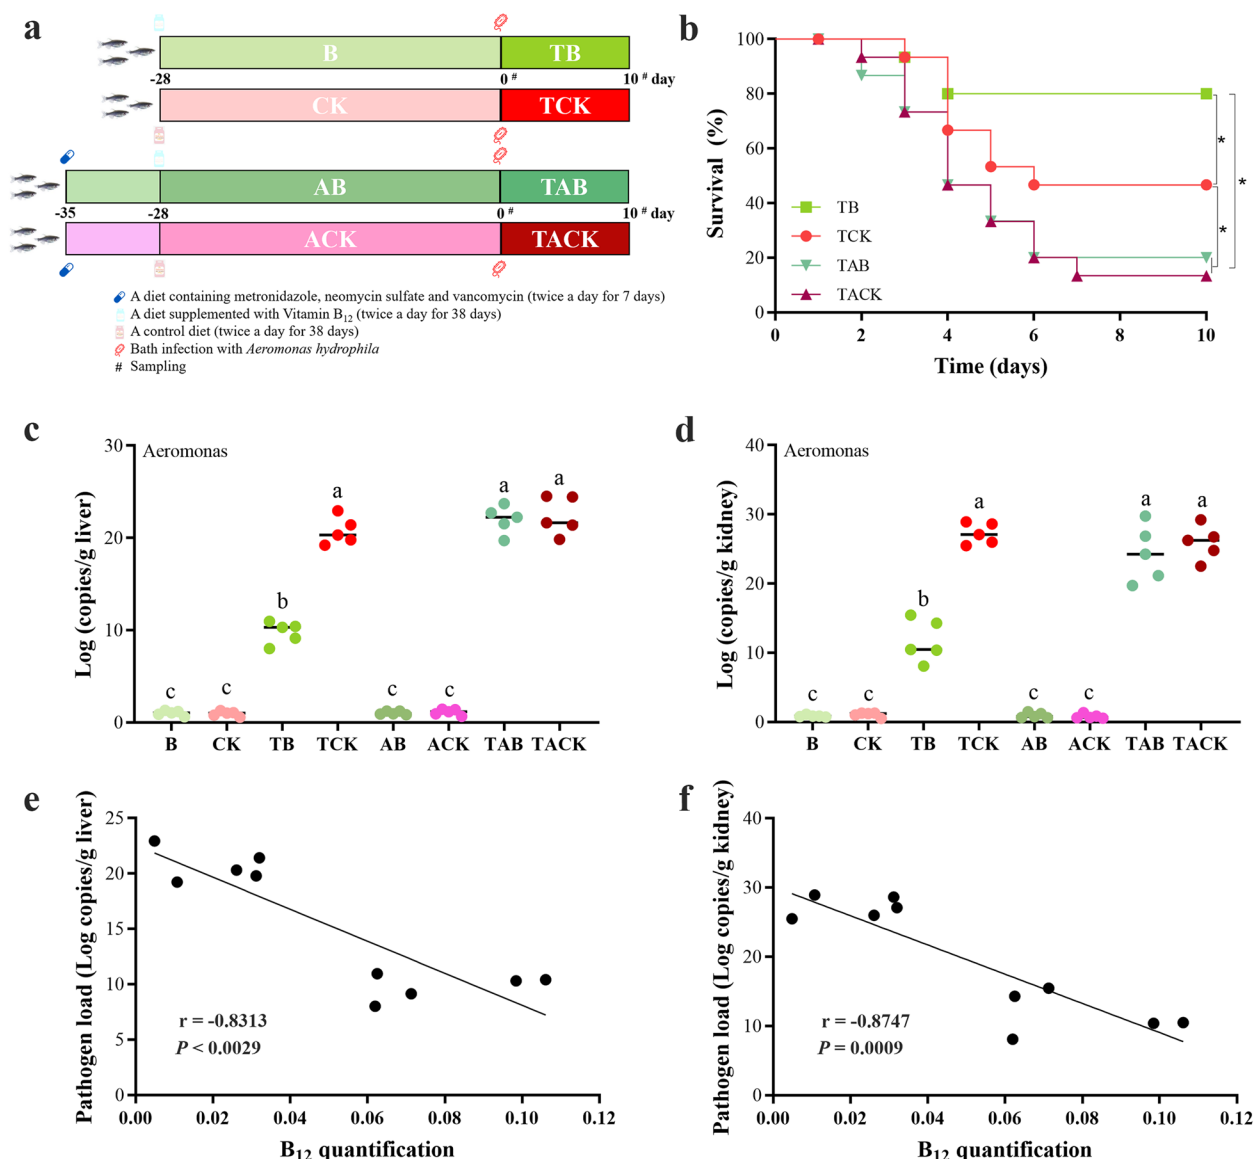 a
B
TB
-28
0 #
10 # day
CK
TCK
AB
TAB
-35
-28
0 #
10 # day
ACK
TACK
A diet containing metronidazole, neomycin sulfate and vancomycin (twice a day for 7 days)
A diet supplemented with Vitamin B12 (twice a day for 38 days)
A control diet (twice a day for 38 days)
Bath infection with Aeromonas hydrophila
# Sampling
b
Survival (%)
100
80
60
40
20
0
TB
TCK
TAB
TACK
*
*
*
0 2 4 6 8 10
Time (days)
c
Aeromonas
Log (copies/g liver)
30
20
10
0
c c b a c c a a
B CK TB TCK AB ACK TAB TACK
d
Aeromonas
Log (copies/g kidney)
40
30
20
10
0
c c b a c c a a
B CK TB TCK AB ACK TAB TACK
e
Pathogen load (Log copies/g liver)
25
20
15
10
5
0
r = -0.8313
P < 0.0029
0.00 0.02 0.04 0.06 0.08 0.10 0.12
B12 quantification
f
Pathogen load (Log copies/g kidney)
40
30
20
10
0
r = -0.8747
P = 0.0009
0.00 0.02 0.04 0.06 0.08 0.10 0.12
B12 quantification